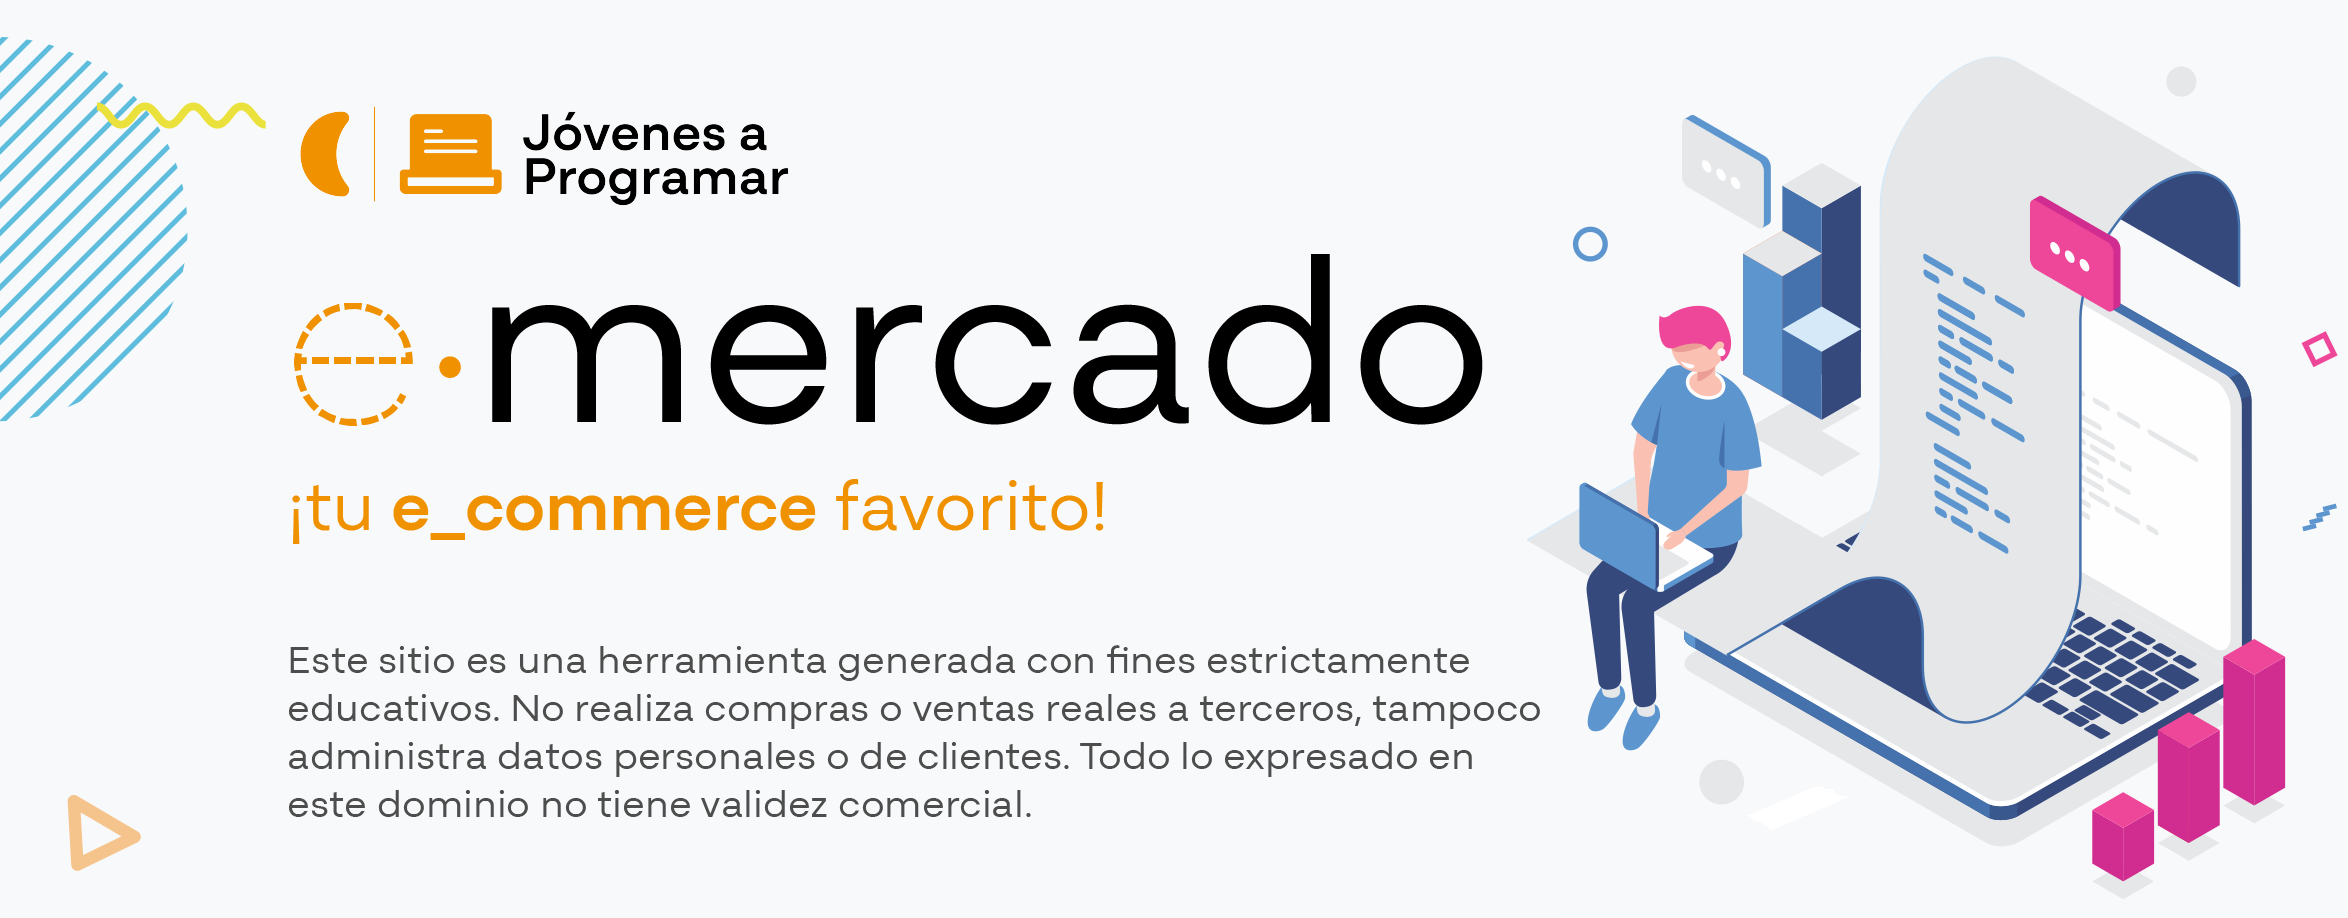 Jóvenes a
Programar
e·mercado
¡tu e_commerce favorito!
Este sitio es una herramienta generada con fines estrictamente
educativos. No realiza compras o ventas reales a terceros, tampoco
administra datos personales o de clientes. Todo lo expresado en
este dominio no tiene validez comercial.